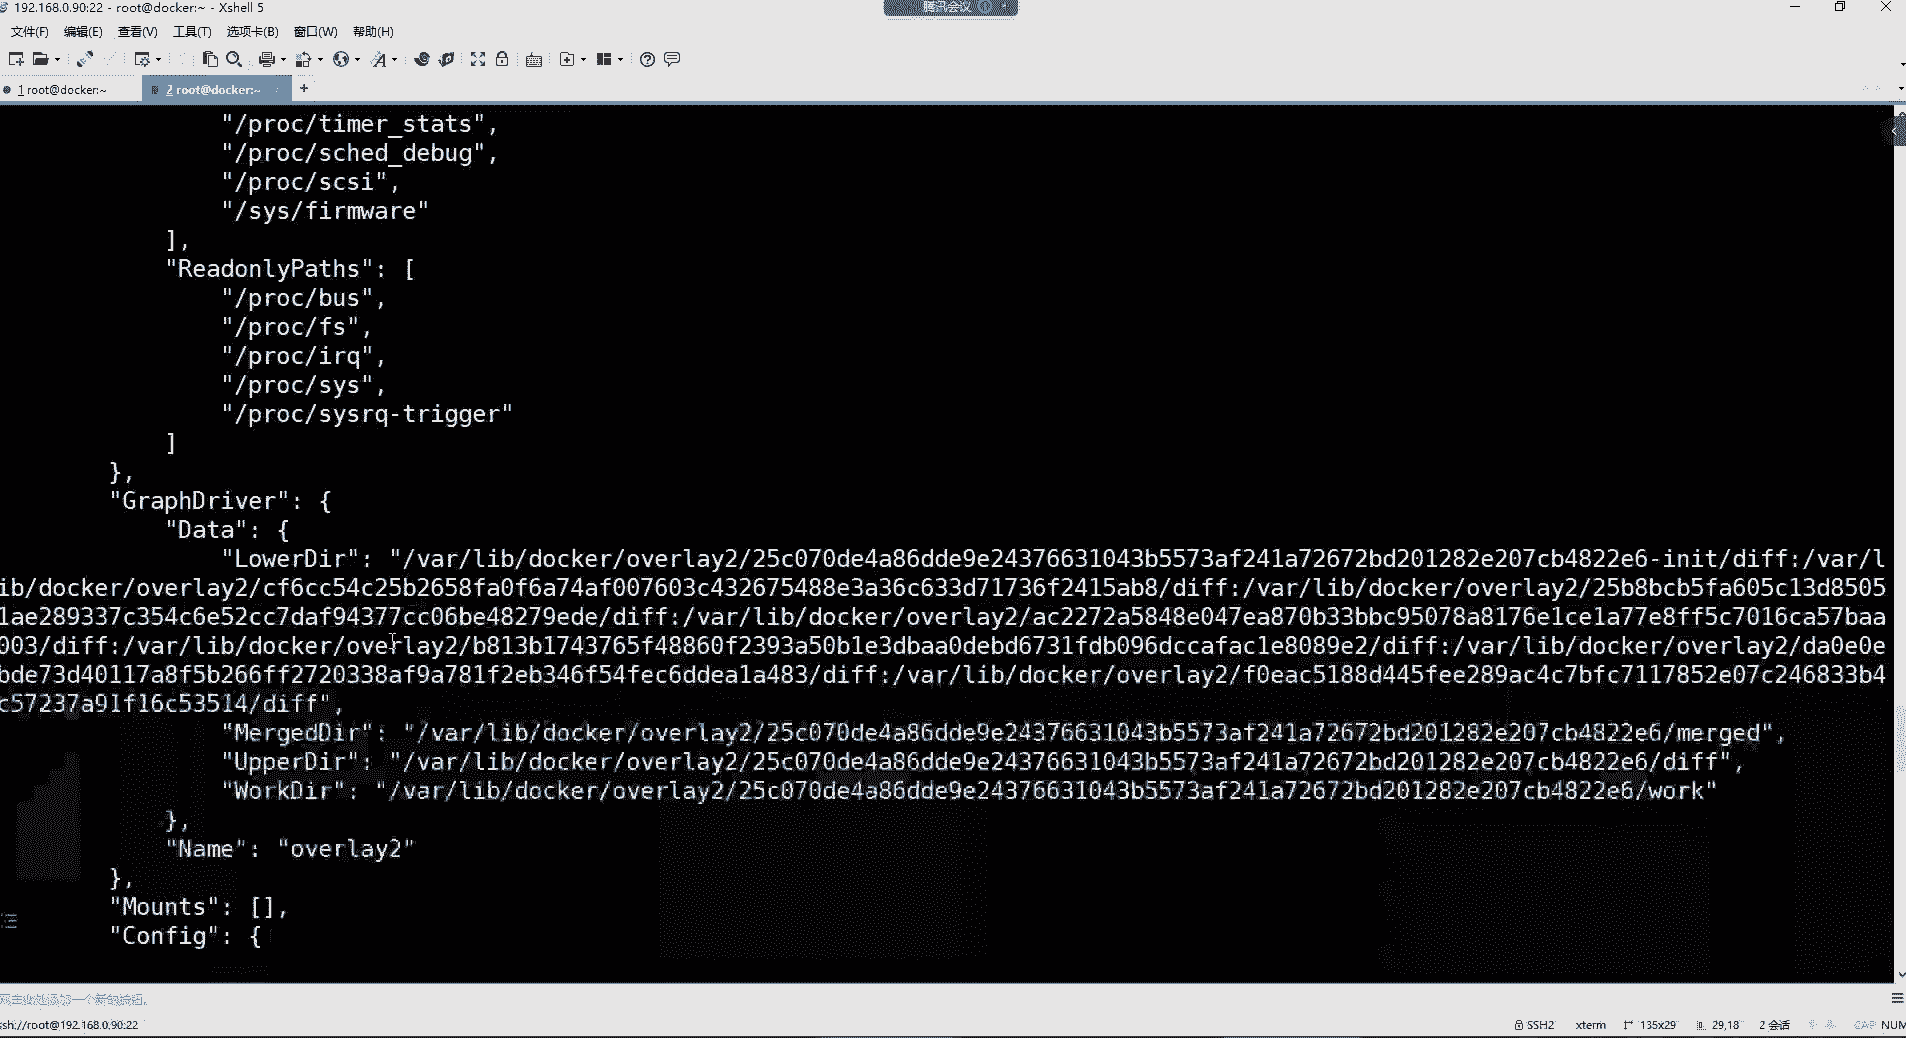 192.168.0.90:22 - root@docker:~ - Xshell 5
腾讯会议
文件(F) 编辑(E) 查看(V) 工具(T) 选项卡(B) 窗口(W) 帮助(H)
1 root@docker:~
2 root@docker:~
+
"/proc/timer_stats",
"/proc/sched_debug",
"/proc/scsi",
"/sys/firmware"
],
"ReadonlyPaths": [
"/proc/bus",
"/proc/fs",
"/proc/irq",
"/proc/sys",
"/proc/sysrq-trigger"
]
},
"GraphDriver": {
"Data": {
"LowerDir": "/var/lib/docker/overlay2/25c070de4a86dde9e24376631043b5573af241a72672bd201282e207cb4822e6-init/diff:/var/l
ib/docker/overlay2/cf6cc54c25b2658fa0f6a74af007603c432675488e3a36c633d71736f2415ab8/diff:/var/lib/docker/overlay2/25b8bcb5fa605c13d8505
1ae289337c354c6e52cc7daf94377cc06be48279ede/diff:/var/lib/docker/overlay2/ac2272a5848e047ea870b33bbc95078a8176e1ce1a77e8ff5c7016ca57baa
003/diff:/var/lib/docker/overlay2/b813b1743765f48860f2393a50b1e3dbaa0debd6731fdb096dccafac1e8089e2/diff:/var/lib/docker/overlay2/da0e0e
bde73d40117a8f5b266ff2720338af9a781f2eb346f54fec6ddea1a483/diff:/var/lib/docker/overlay2/f0eac5188d445fee289ac4c7bfc7117852e07c246833b4
c57237a91f16c53514/diff",
"MergedDir": "/var/lib/docker/overlay2/25c070de4a86dde9e24376631043b5573af241a72672bd201282e207cb4822e6/merged",
"UpperDir": "/var/lib/docker/overlay2/25c070de4a86dde9e24376631043b5573af241a72672bd201282e207cb4822e6/diff",
"WorkDir": "/var/lib/docker/overlay2/25c070de4a86dde9e24376631043b5573af241a72672bd201282e207cb4822e6/work"
},
"Name": "overlay2"
},
"Mounts": [],
"Config": {
ssh://root@192.168.0.90:22
SSH2 xterm 135x29 29,18 2 会话 CAP NUM